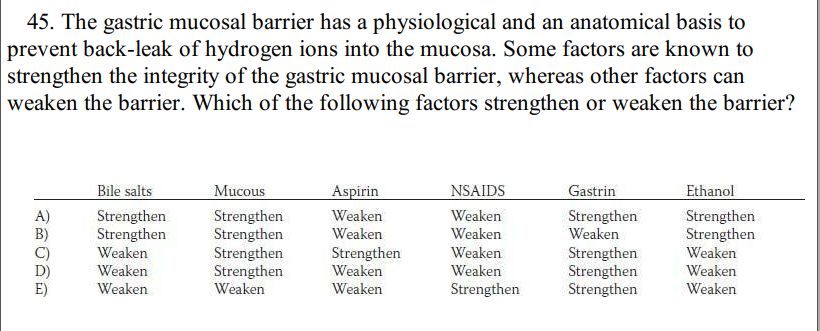 45. The gastric mucosal barrier has a physiological and an anatomical basis to
prevent back-leak of hydrogen ions into the mucosa. Some factors are known to
strengthen the integrity of the gastric mucosal barrier, whereas other factors can
weaken the barrier. Which of the following factors strengthen or weaken the barrier?
Bile salts Mucous Aspirin NSAIDS Gastrin Ethanol
A) Strengthen Strengthen Weaken Weaken Strengthen Strengthen
B) Strengthen Strengthen Weaken Weaken Weaken Strengthen
C) Weaken Strengthen Strengthen Weaken Strengthen Weaken
D) Weaken Strengthen Weaken Weaken Strengthen Weaken
E) Weaken Weaken Weaken Strengthen Strengthen Weaken